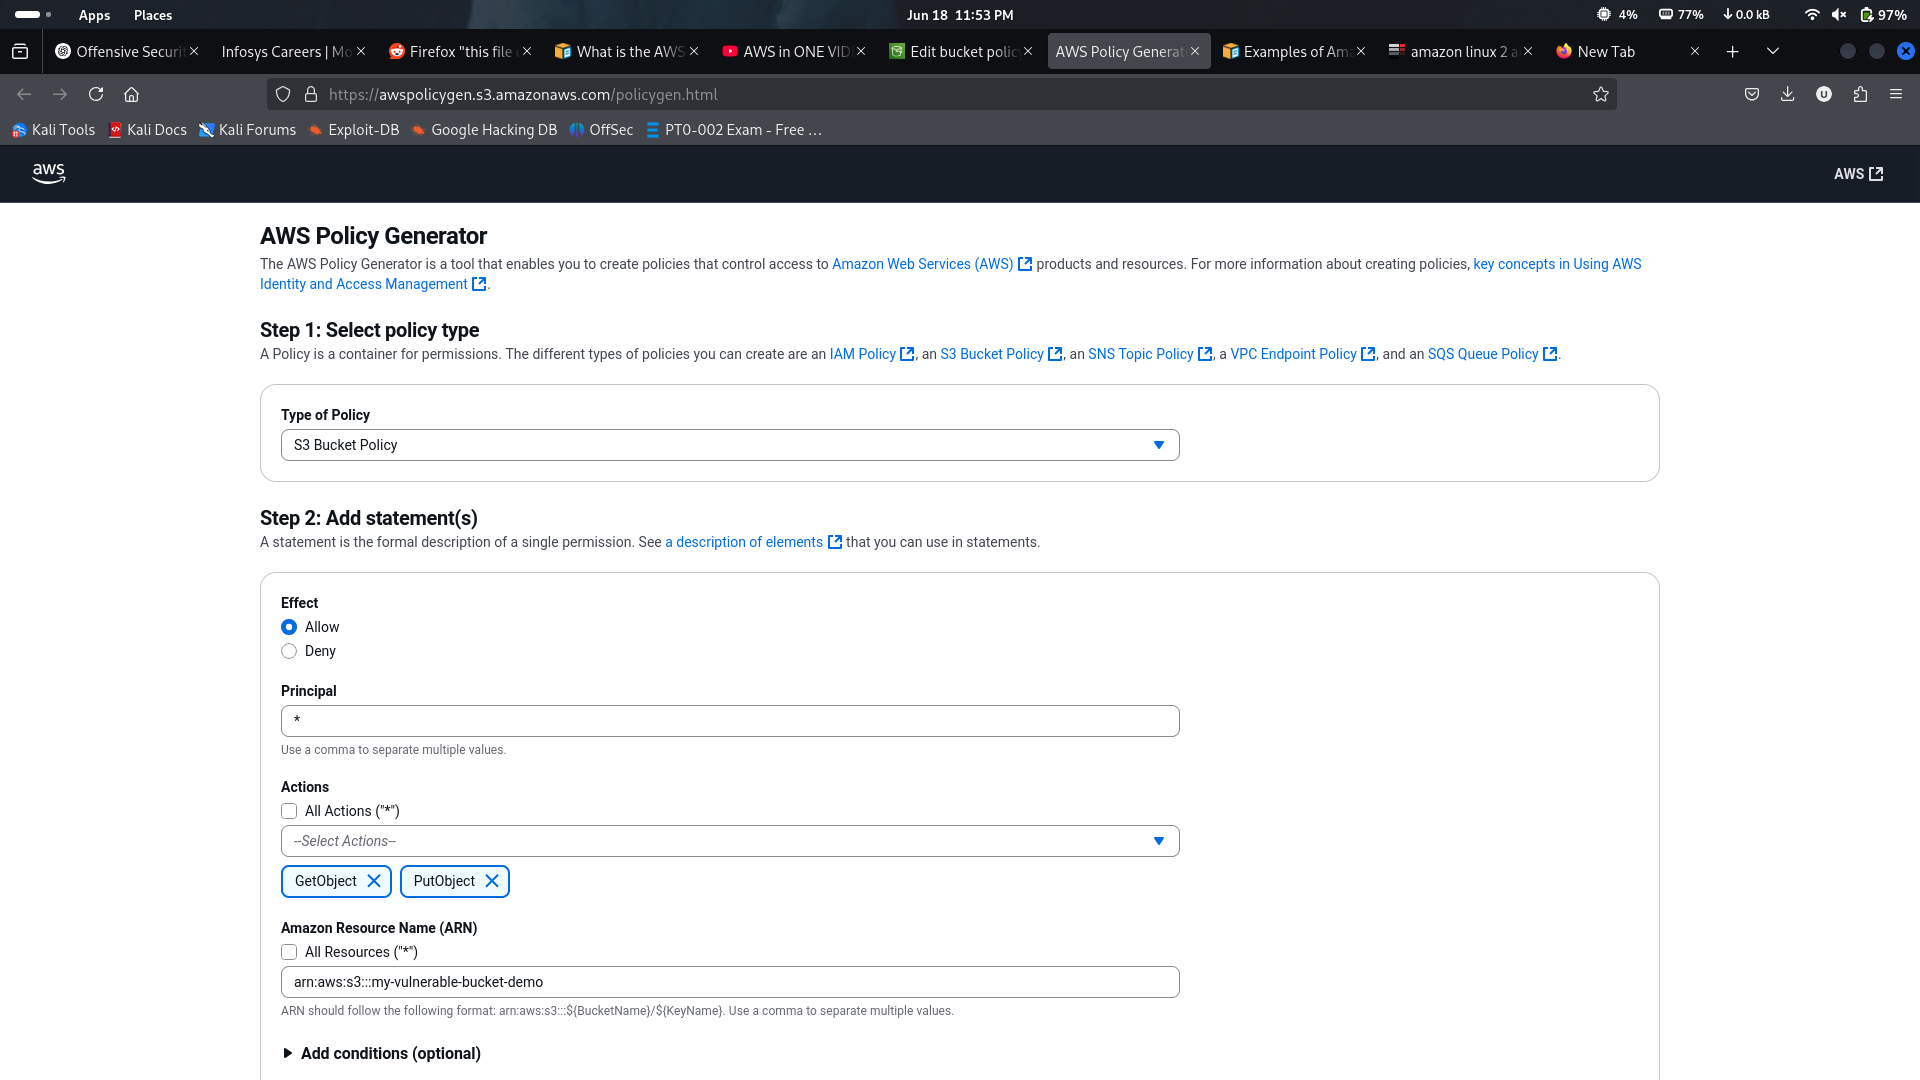 Apps Places Jun 18 11:53 PM 4% 77% 0.0 kB 97%
Offensive Securit Infosys Careers | Mo Firefox "this file What is the AWS AWS in ONE VID Edit bucket polic AWS Policy Generat Examples of Ama amazon linux 2 a New Tab
https://awspolicygen.s3.amazonaws.com/policygen.html
Kali Tools Kali Docs Kali Forums Exploit-DB Google Hacking DB OffSec PT0-002 Exam - Free ...
aws AWS
AWS Policy Generator
The AWS Policy Generator is a tool that enables you to create policies that control access to Amazon Web Services (AWS) products and resources. For more information about creating policies, key concepts in Using AWS
Identity and Access Management .
Step 1: Select policy type
A Policy is a container for permissions. The different types of policies you can create are an IAM Policy , an S3 Bucket Policy , an SNS Topic Policy , a VPC Endpoint Policy , and an SQS Queue Policy .
Type of Policy
S3 Bucket Policy
Step 2: Add statement(s)
A statement is the formal description of a single permission. See a description of elements that you can use in statements.
Effect
Allow
Deny
Principal
*
Use a comma to separate multiple values.
Actions
All Actions ("*")
--Select Actions--
GetObject PutObject
Amazon Resource Name (ARN)
All Resources ("*")
arn:aws:s3:::my-vulnerable-bucket-demo
ARN should follow the following format: arn:aws:s3:::${BucketName}/${KeyName}. Use a comma to separate multiple values.
Add conditions (optional)